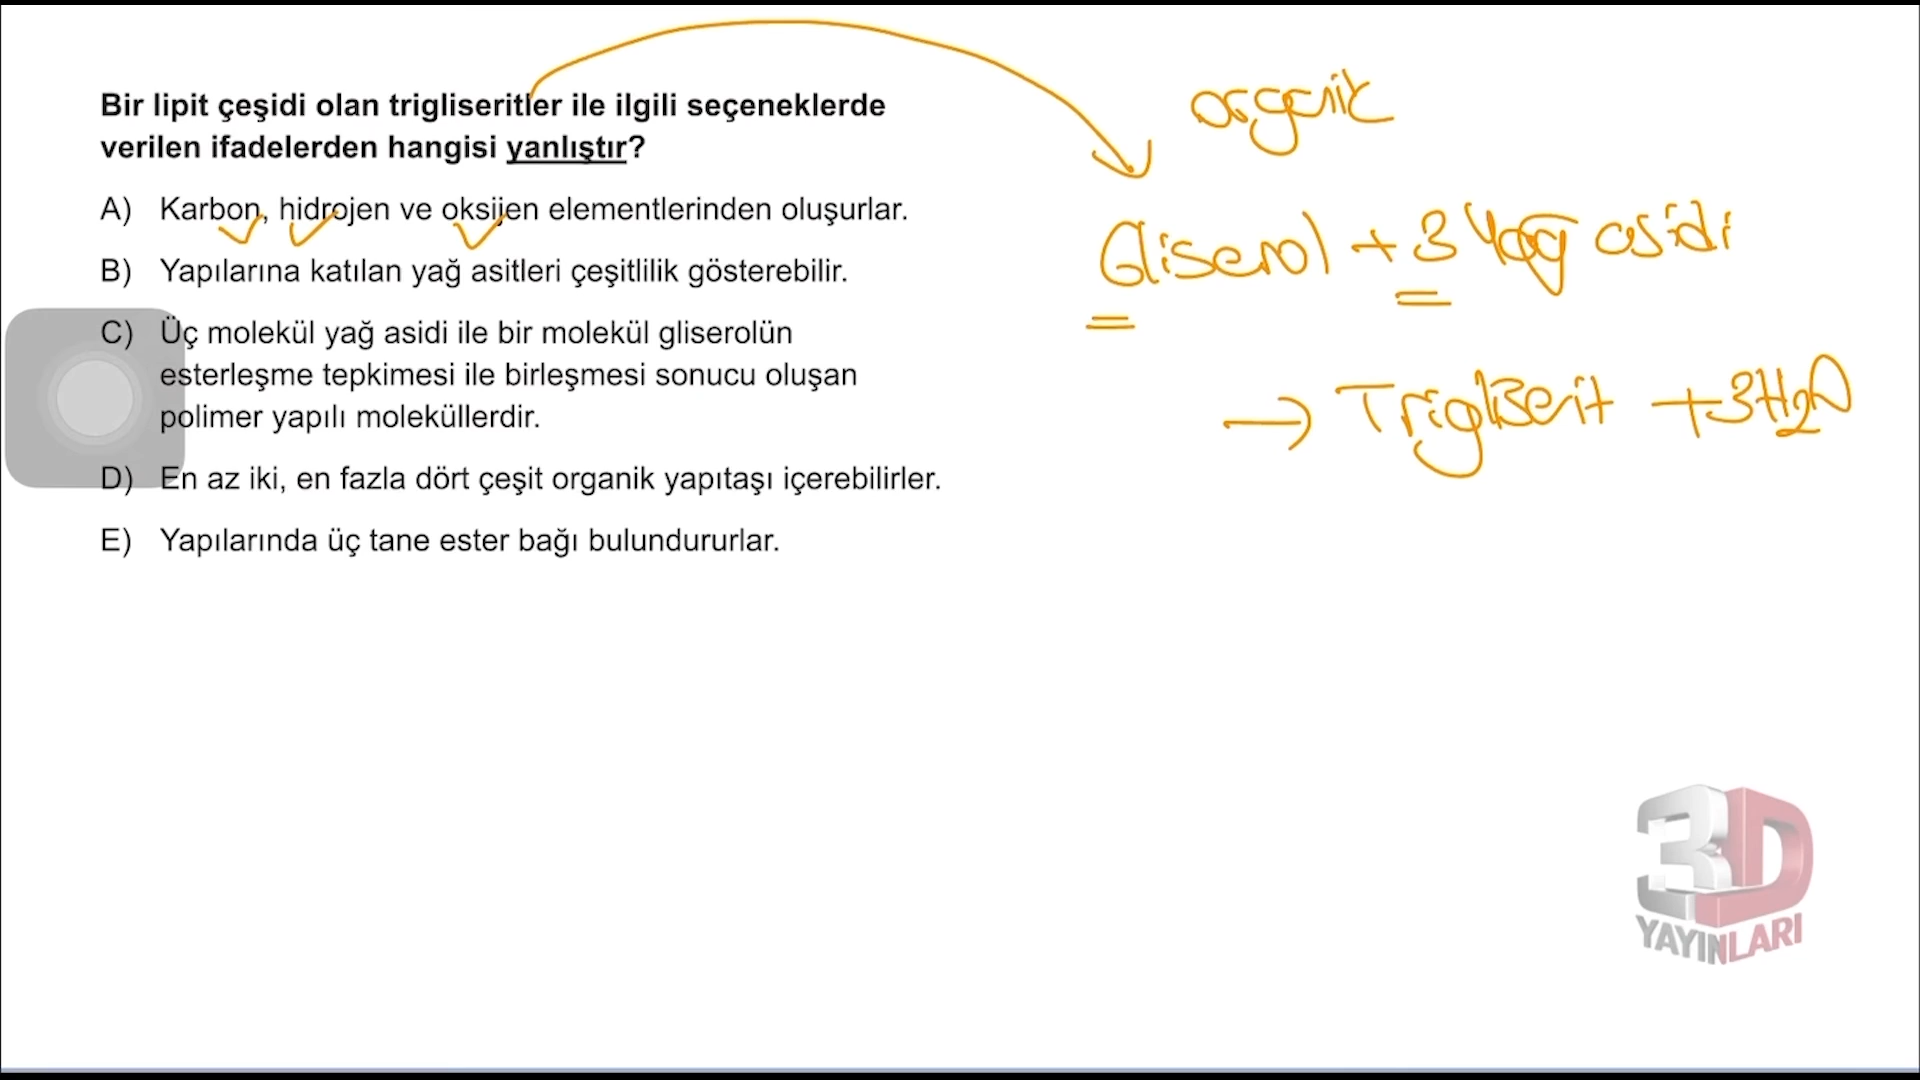 Bir lipit çeşidi olan trigliseritler ile ilgili seçeneklerde
verilen ifadelerden hangisi yanlıştır?
A) Karbon, hidrojen ve oksijen elementlerinden oluşurlar.
B) Yapılarına katılan yağ asitleri çeşitlilik gösterebilir.
C) Üç molekül yağ asidi ile bir molekül gliserolün
esterleşme tepkimesi ile birleşmesi sonucu oluşan
polimer yapılı moleküllerdir.
D) En az iki, en fazla dört çeşit organik yapıtaşı içerebilirler.
E) Yapılarında üç tane ester bağı bulundururlar.
organik
Gliserol + 3 Yağ asidi
→ Trigliserit + 3H₂O
3D
YAYINLARI